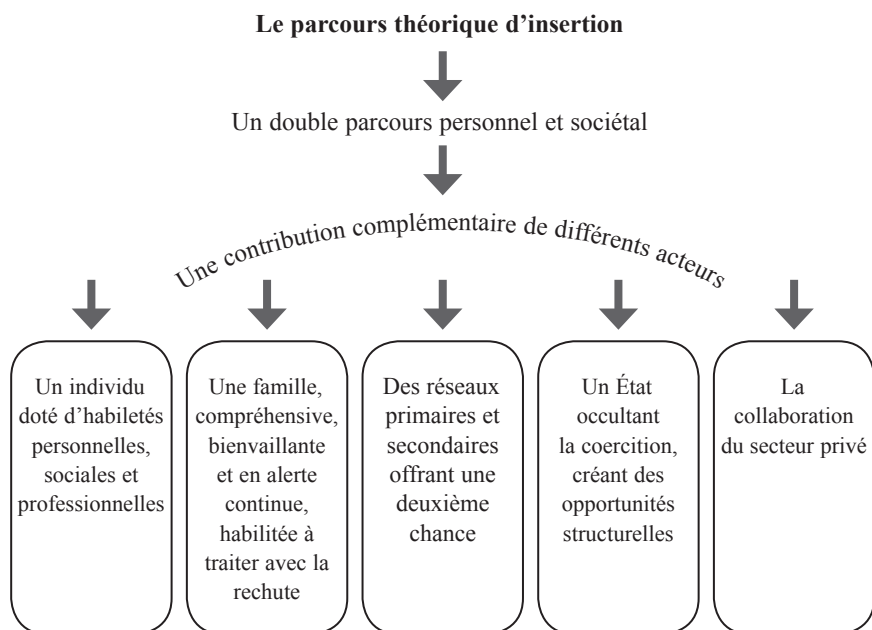 Le parcours théorique d’insertion
Un double parcours personnel et sociétal
Une contribution complémentaire de différents acteurs
Un individu
doté d’habiletés
personnelles,
sociales et
professionnelles
Une famille,
compréhensive,
bienvaillante
et en alerte
continue,
habilitée à
traiter avec la
rechute
Des réseaux
primaires et
secondaires
offrant une
deuxième
chance
Un État
occultant
la coercition,
créant des
opportunités
structurelles
La
collaboration
du secteur privé